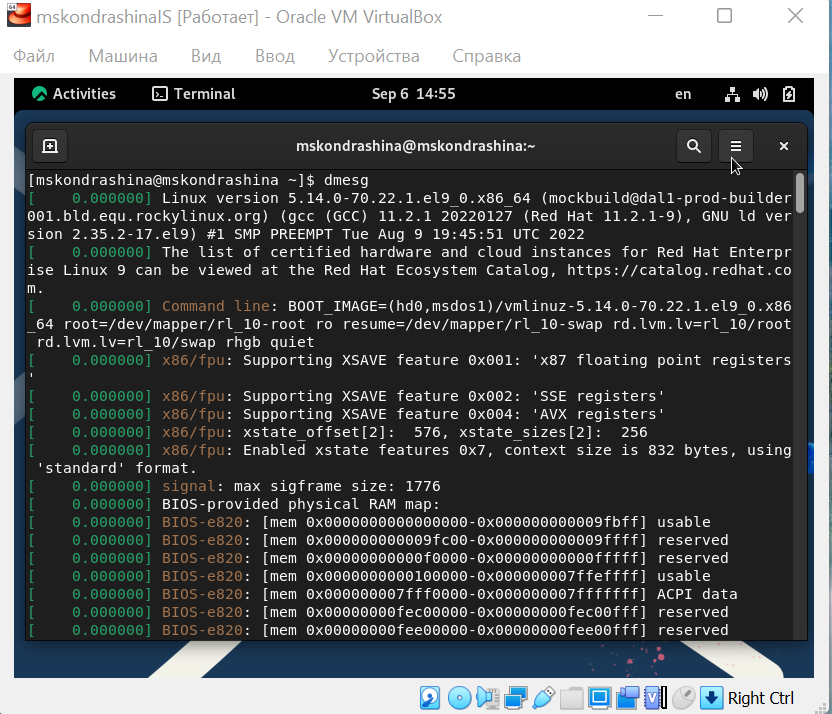 mskondrashinaIS [Работает] - Oracle VM VirtualBox
Файл Машина Вид Ввод Устройства Справка
Activities Terminal Sep 6 14:55 en
mskondrashina@mskondrashina:~
[mskondrashina@mskondrashina ~]$ dmesg
[    0.000000] Linux version 5.14.0-70.22.1.el9_0.x86_64 (mockbuild@dal1-prod-builder
001.bld.equ.rockylinux.org) (gcc (GCC) 11.2.1 20220127 (Red Hat 11.2.1-9), GNU ld ver
sion 2.35.2-17.el9) #1 SMP PREEMPT Tue Aug 9 19:45:51 UTC 2022
[    0.000000] The list of certified hardware and cloud instances for Red Hat Enterpr
ise Linux 9 can be viewed at the Red Hat Ecosystem Catalog, https://catalog.redhat.co
m.
[    0.000000] Command line: BOOT_IMAGE=(hd0,msdos1)/vmlinuz-5.14.0-70.22.1.el9_0.x86
_64 root=/dev/mapper/rl_10-root ro resume=/dev/mapper/rl_10-swap rd.lvm.lv=rl_10/root
 rd.lvm.lv=rl_10/swap rhgb quiet
[    0.000000] x86/fpu: Supporting XSAVE feature 0x001: 'x87 floating point registers
'
[    0.000000] x86/fpu: Supporting XSAVE feature 0x002: 'SSE registers'
[    0.000000] x86/fpu: Supporting XSAVE feature 0x004: 'AVX registers'
[    0.000000] x86/fpu: xstate_offset[2]:  576, xstate_sizes[2]:  256
[    0.000000] x86/fpu: Enabled xstate features 0x7, context size is 832 bytes, using
 'standard' format.
[    0.000000] signal: max sigframe size: 1776
[    0.000000] BIOS-provided physical RAM map:
[    0.000000] BIOS-e820: [mem 0x0000000000000000-0x000000000009fbff] usable
[    0.000000] BIOS-e820: [mem 0x000000000009fc00-0x000000000009ffff] reserved
[    0.000000] BIOS-e820: [mem 0x00000000000f0000-0x00000000000fffff] reserved
[    0.000000] BIOS-e820: [mem 0x0000000000100000-0x000000007ffeffff] usable
[    0.000000] BIOS-e820: [mem 0x000000007fff0000-0x000000007fffffff] ACPI data
[    0.000000] BIOS-e820: [mem 0x00000000fec00000-0x00000000fec00fff] reserved
[    0.000000] BIOS-e820: [mem 0x00000000fee00000-0x00000000fee00fff] reserved
Right Ctrl